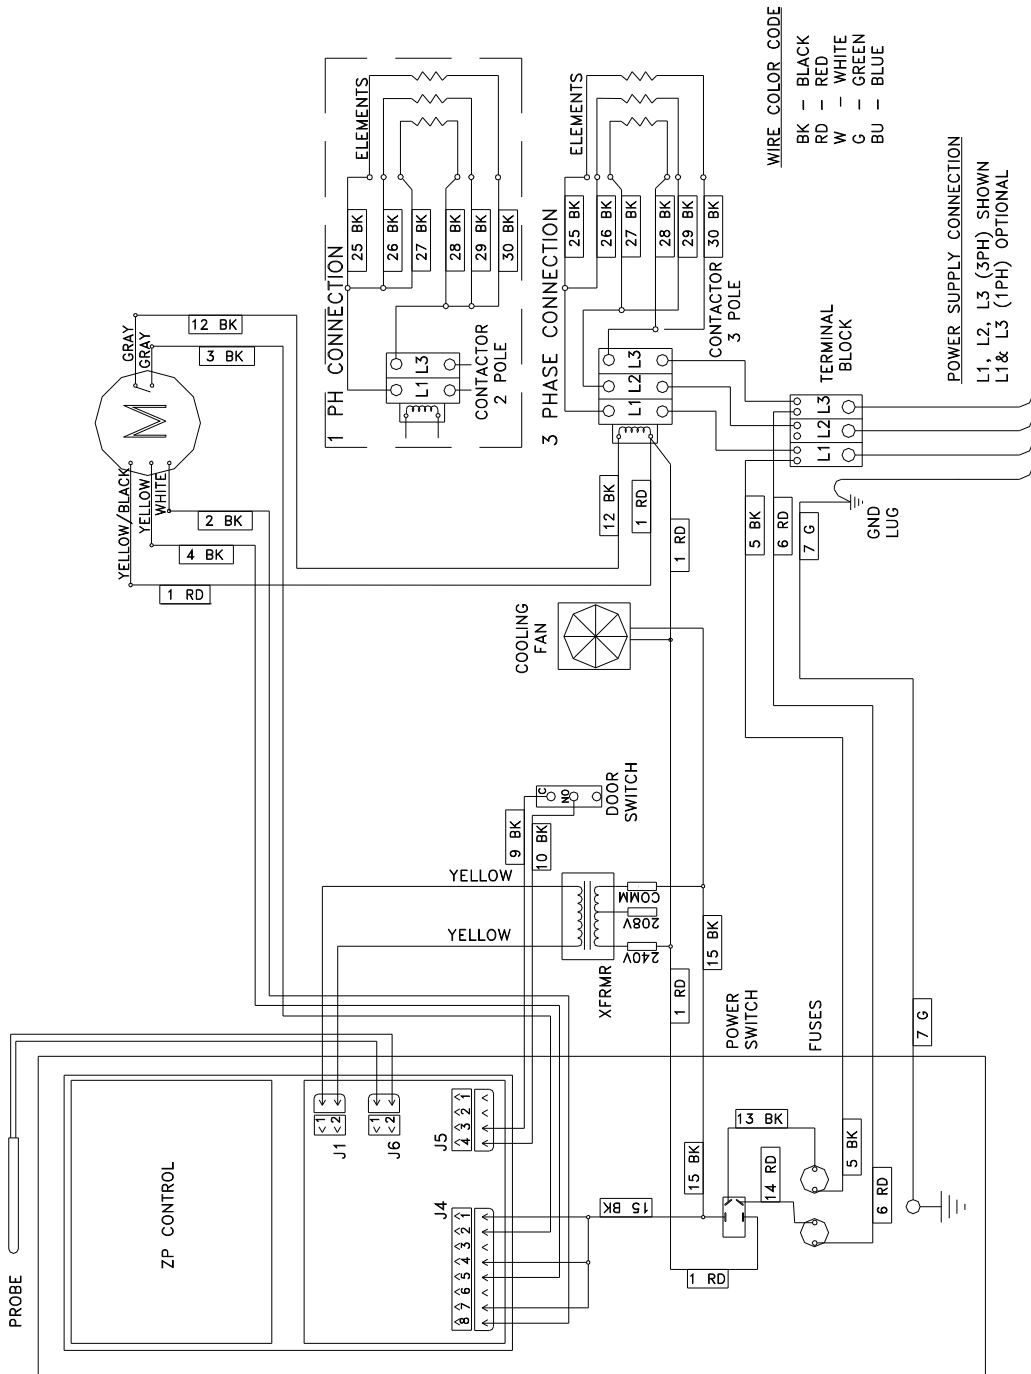 PROBE
ZP CONTROL
J1
< 1
< 2
J6
< 1
< 2
J5
4 3 2 1
J4
8 7 6 5 4 3 2 1
YELLOW
YELLOW
XFRMR
240V
208V
COMM
9 BK
10 BK
C
NO
DOOR
SWITCH
COOLING
FAN
1 RD
4 BK
2 BK
YELLOW/BLACK
YELLOW
WHITE
M
GRAY
GRAY
12 BK
3 BK
1 PH CONNECTION
ELEMENTS
25 BK
26 BK
27 BK
28 BK
29 BK
30 BK
L1 L3
CONTACTOR
2 POLE
3 PHASE CONNECTION
ELEMENTS
25 BK
26 BK
27 BK
28 BK
29 BK
30 BK
L1 L2 L3
CONTACTOR
3 POLE
12 BK
1 RD
1 RD
5 BK
6 RD
7 G
GND
LUG
TERMINAL
BLOCK
L1 L2 L3
15 BK
1 RD
POWER
SWITCH
FUSES
7 G
15 BK
15 BK
13 BK
14 RD
5 BK
6 RD
1 RD
WIRE COLOR CODE
BK - BLACK
RD - RED
W - WHITE
G - GREEN
BU - BLUE
POWER SUPPLY CONNECTION
L1, L2, L3 (3PH) SHOWN
L1& L3 (1PH) OPTIONAL